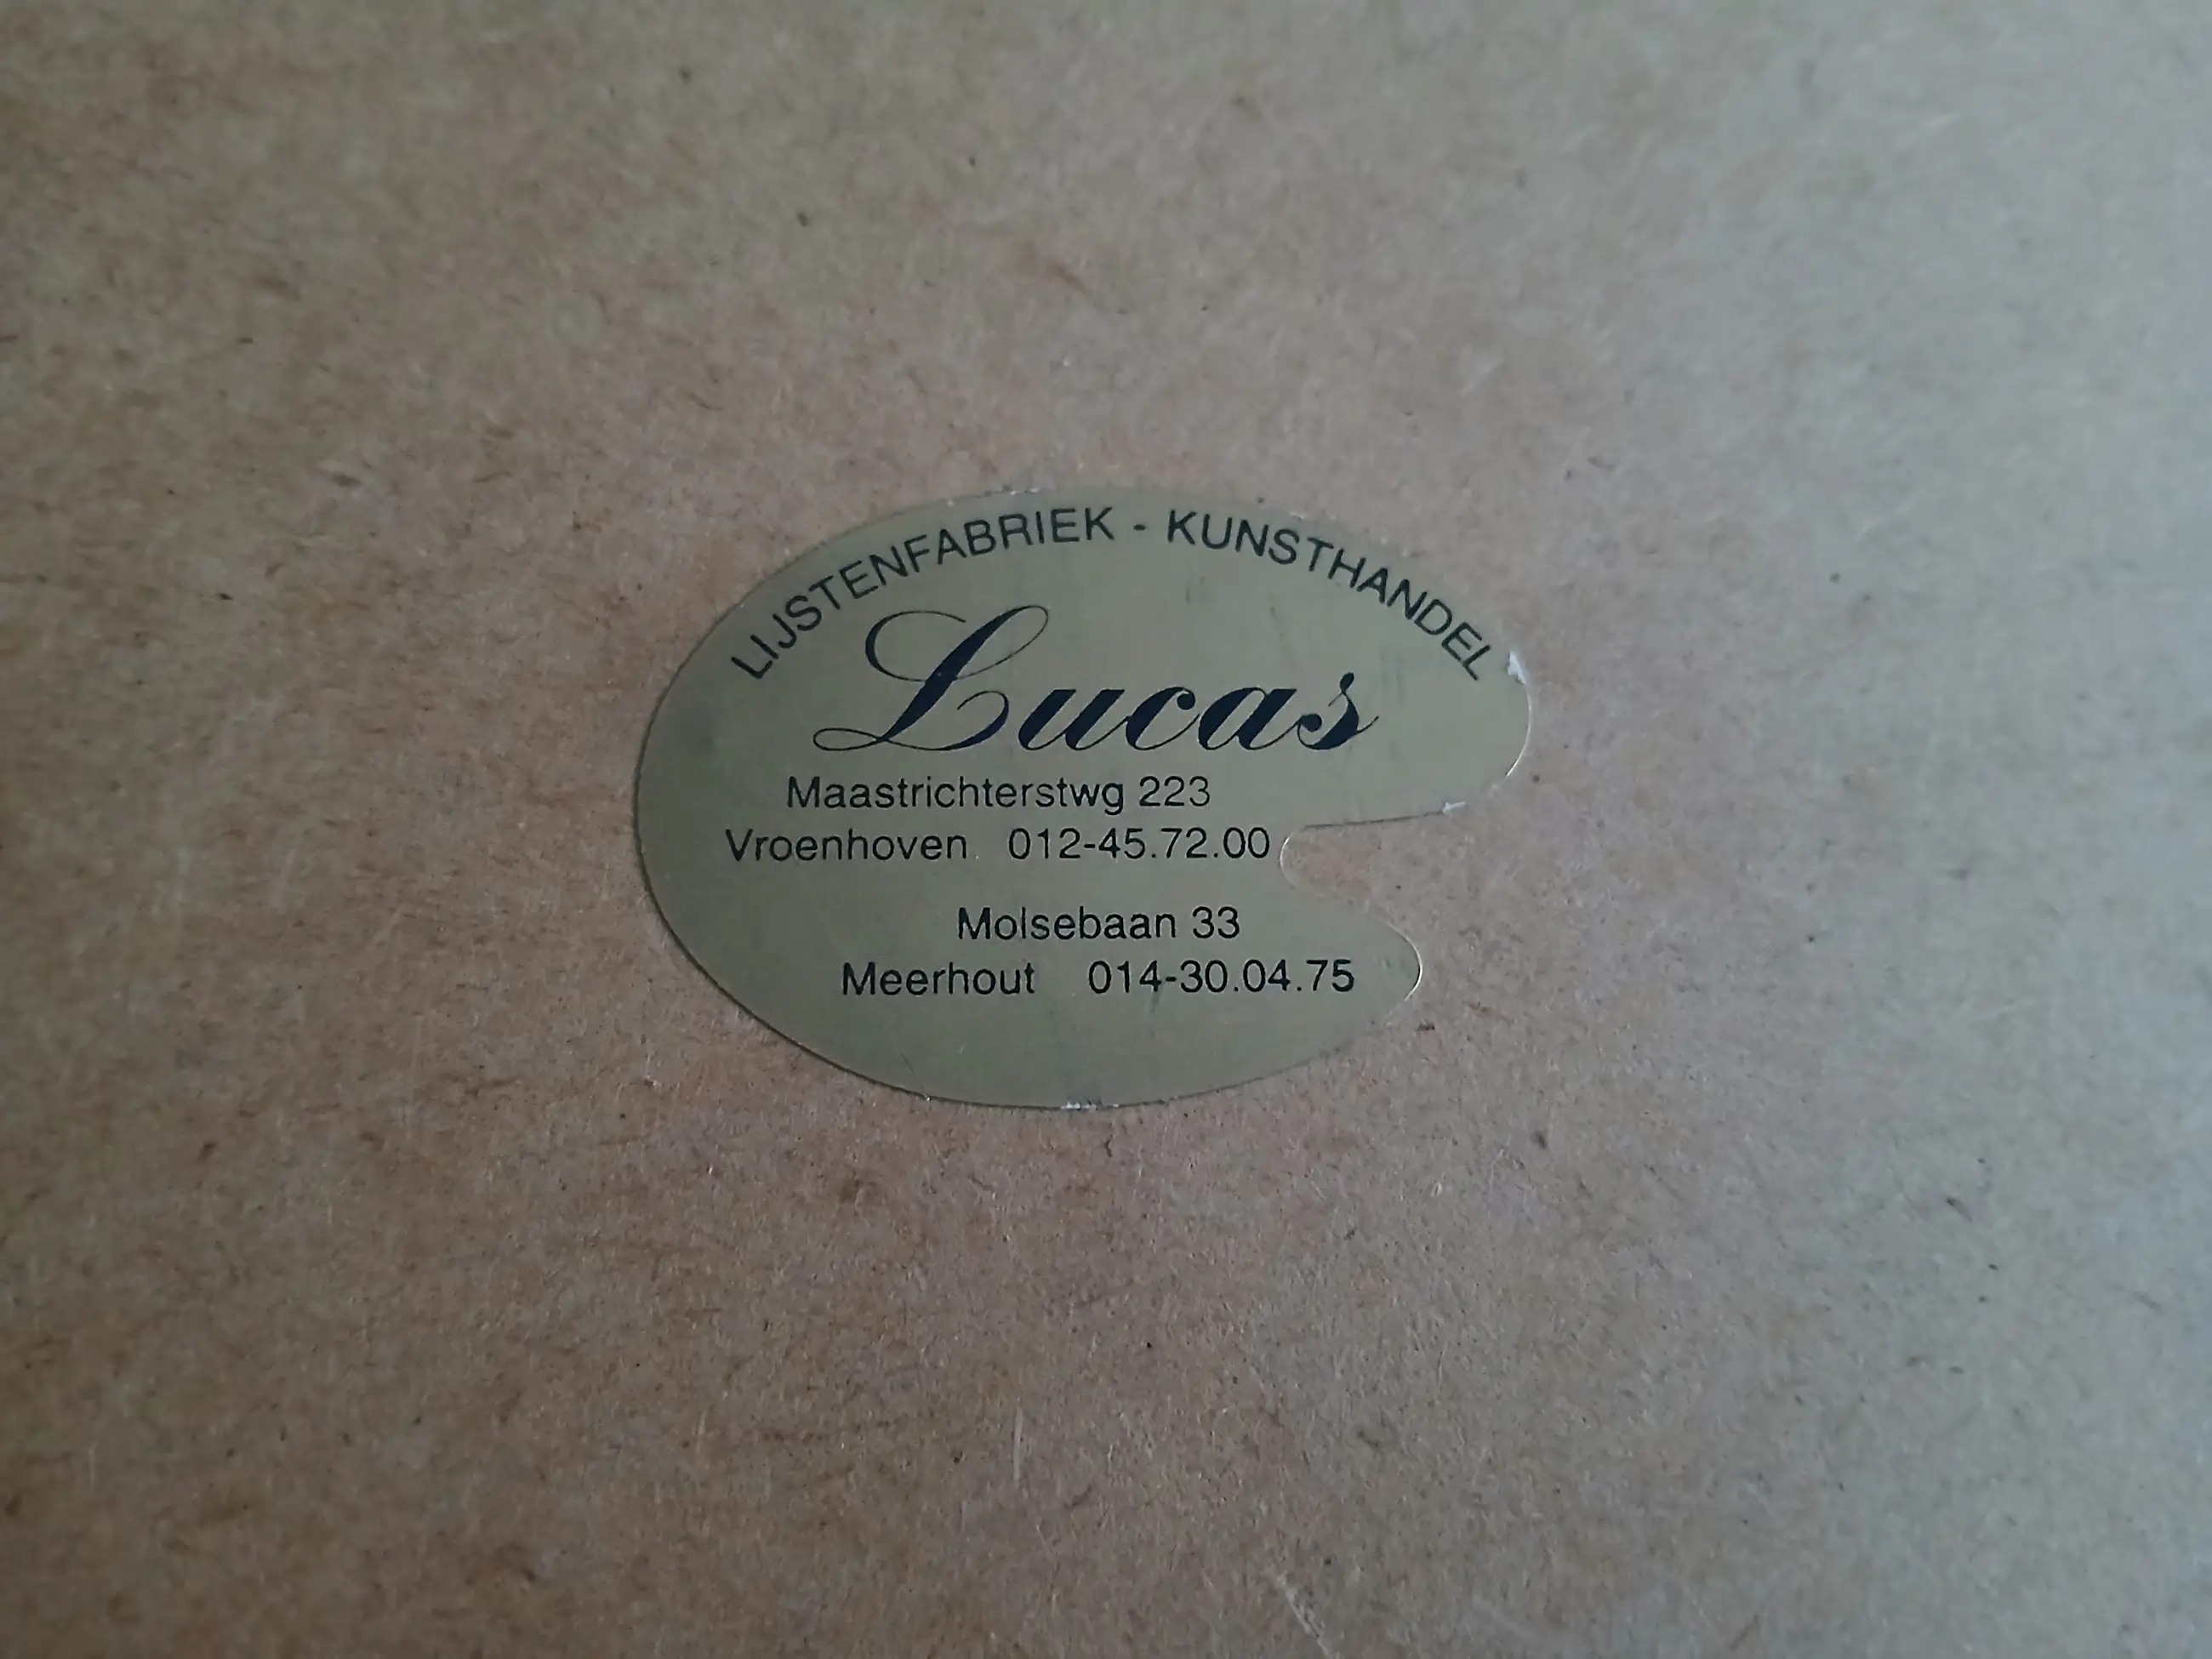 LIJSTENFABRIEK - KUNSTHANDEL
Lucas
Maastrichterstwg 223
Vroenhoven 012-45.72.00
Molsebaan 33
Meerhout 014-30.04.75